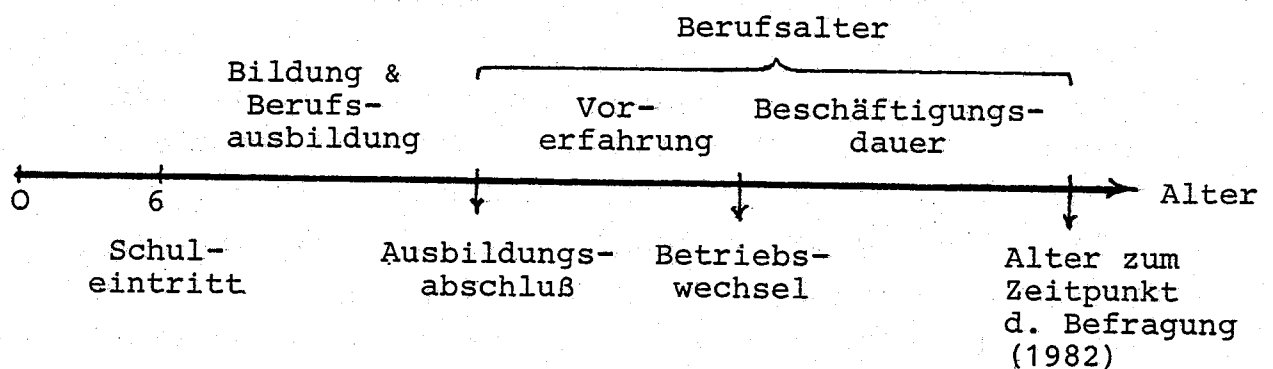 Berufsalter
Bildung &
Berufs-
ausbildung
Vor-
erfahrung
Beschäftigungs-
dauer
0
6
Alter
Schul-
eintritt
Ausbildungs-
abschluß
Betriebs-
wechsel
Alter zum
Zeitpunkt
d. Befragung
(1982)